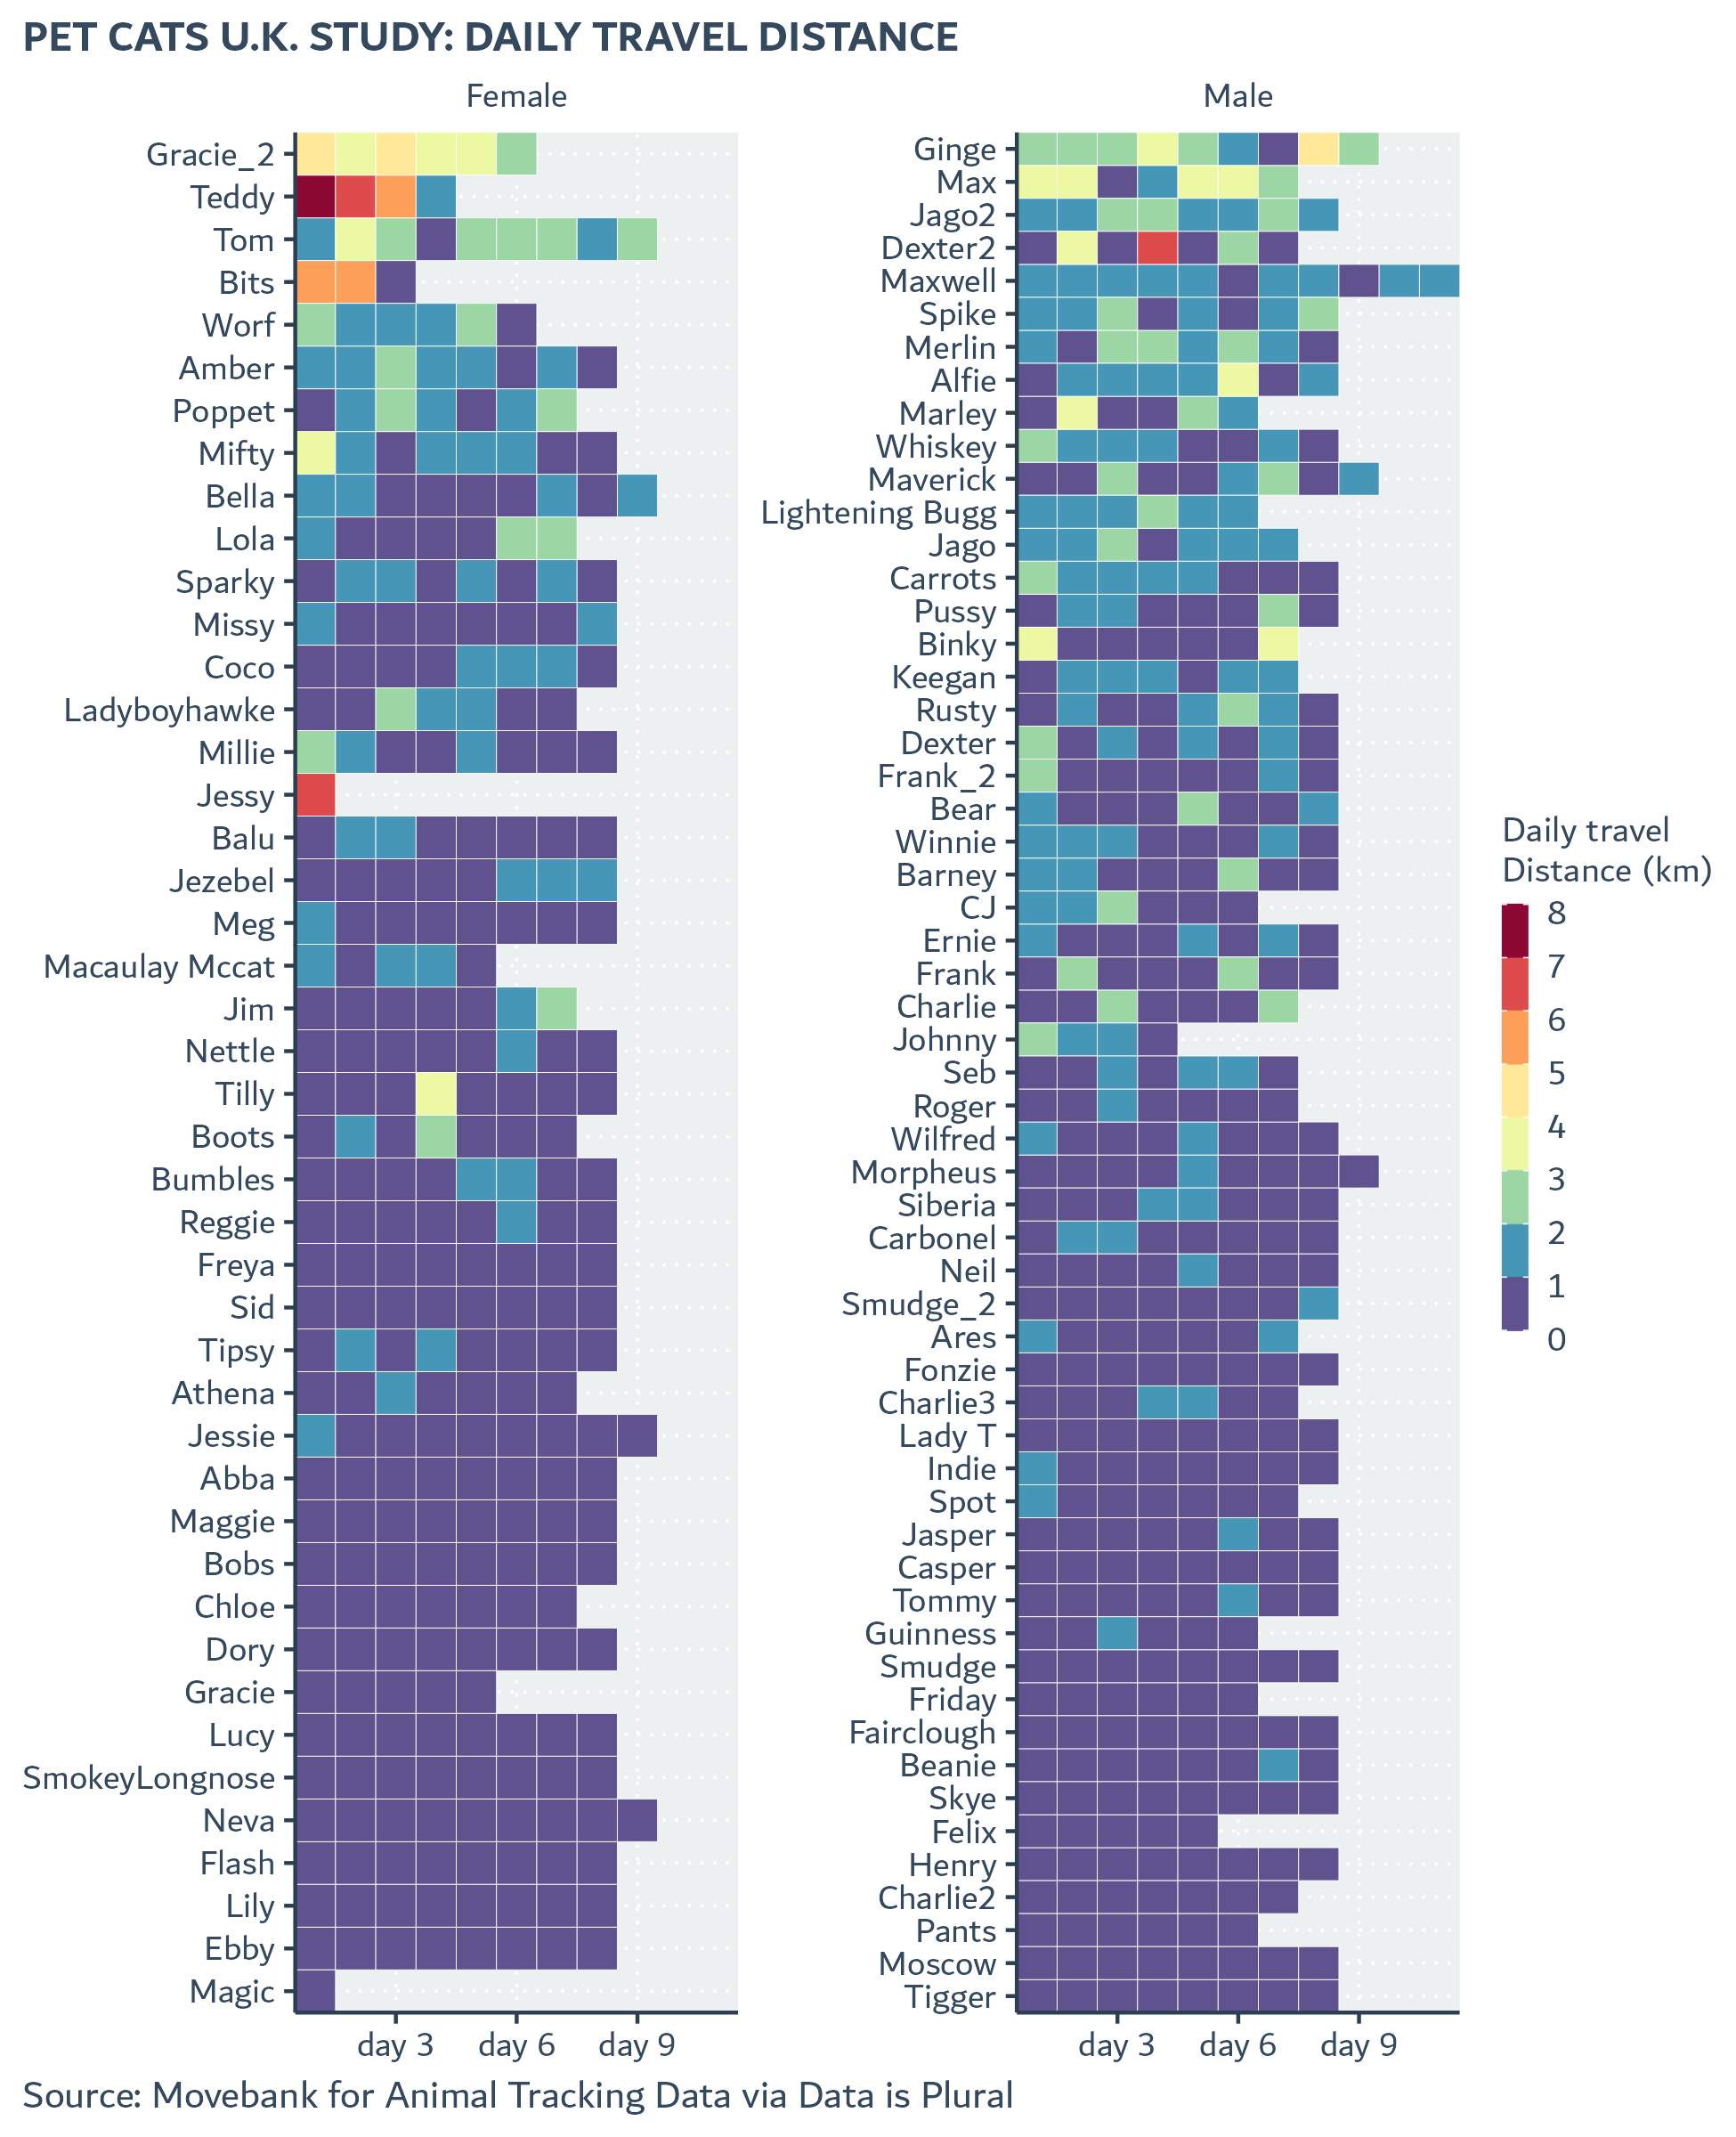 PET CATS U.K. STUDY: DAILY TRAVEL DISTANCE
Female
Gracie_2
Teddy
Tom
Bits
Worf
Amber
Poppet
Mifty
Bella
Lola
Sparky
Missy
Coco
Ladyboyhawke
Millie
Jessy
Balu
Jezebel
Meg
Macaulay Mccat
Jim
Nettle
Tilly
Boots
Bumbles
Reggie
Freya
Sid
Tipsy
Athena
Jessie
Abba
Maggie
Bobs
Chloe
Dory
Gracie
Lucy
SmokeyLongnose
Neva
Flash
Lily
Ebby
Magic
day 3 day 6 day 9
Male
Ginge
Max
Jago2
Dexter2
Maxwell
Spike
Merlin
Alfie
Marley
Whiskey
Maverick
Lightening Bugg
Jago
Carrots
Pussy
Binky
Keegan
Rusty
Dexter
Frank_2
Bear
Winnie
Barney
CJ
Ernie
Frank
Charlie
Johnny
Seb
Roger
Wilfred
Morpheus
Siberia
Carbonel
Neil
Smudge_2
Ares
Fonzie
Charlie3
Lady T
Indie
Spot
Jasper
Casper
Tommy
Guinness
Smudge
Friday
Fairclough
Beanie
Skye
Felix
Henry
Charlie2
Pants
Moscow
Tigger
day 3 day 6 day 9
Daily travel
Distance (km)
8
7
6
5
4
3
2
1
0
Source: Movebank for Animal Tracking Data via Data is Plural